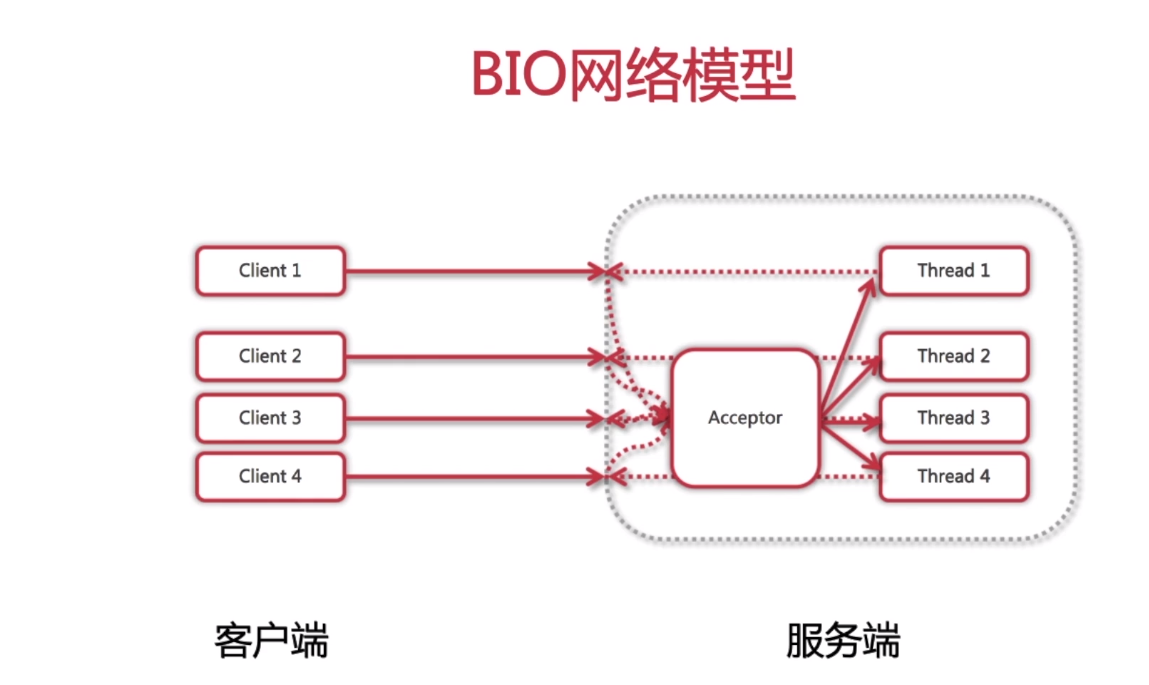 BIO网络模型
Client 1
Thread 1
Client 2
Thread 2
Client 3
Acceptor
Thread 3
Client 4
Thread 4
客户端
服务端